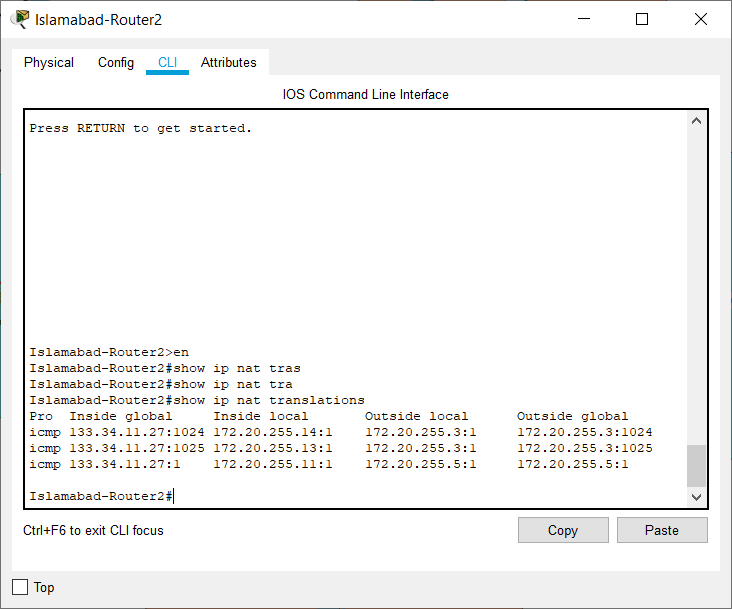 Islamabad-Router2
Physical Config CLI Attributes
IOS Command Line Interface
Press RETURN to get started.
Islamabad-Router2>en
Islamabad-Router2#show ip nat tras
Islamabad-Router2#show ip nat tra
Islamabad-Router2#show ip nat translations
Pro  Inside global     Inside local       Outside local      Outside global
icmp 133.34.11.27:1024 172.20.255.14:1    172.20.255.3:1     172.20.255.3:1024
icmp 133.34.11.27:1025 172.20.255.13:1    172.20.255.3:1     172.20.255.3:1025
icmp 133.34.11.27:1    172.20.255.11:1    172.20.255.5:1     172.20.255.5:1
Islamabad-Router2#
Ctrl+F6 to exit CLI focus
Copy Paste
Top